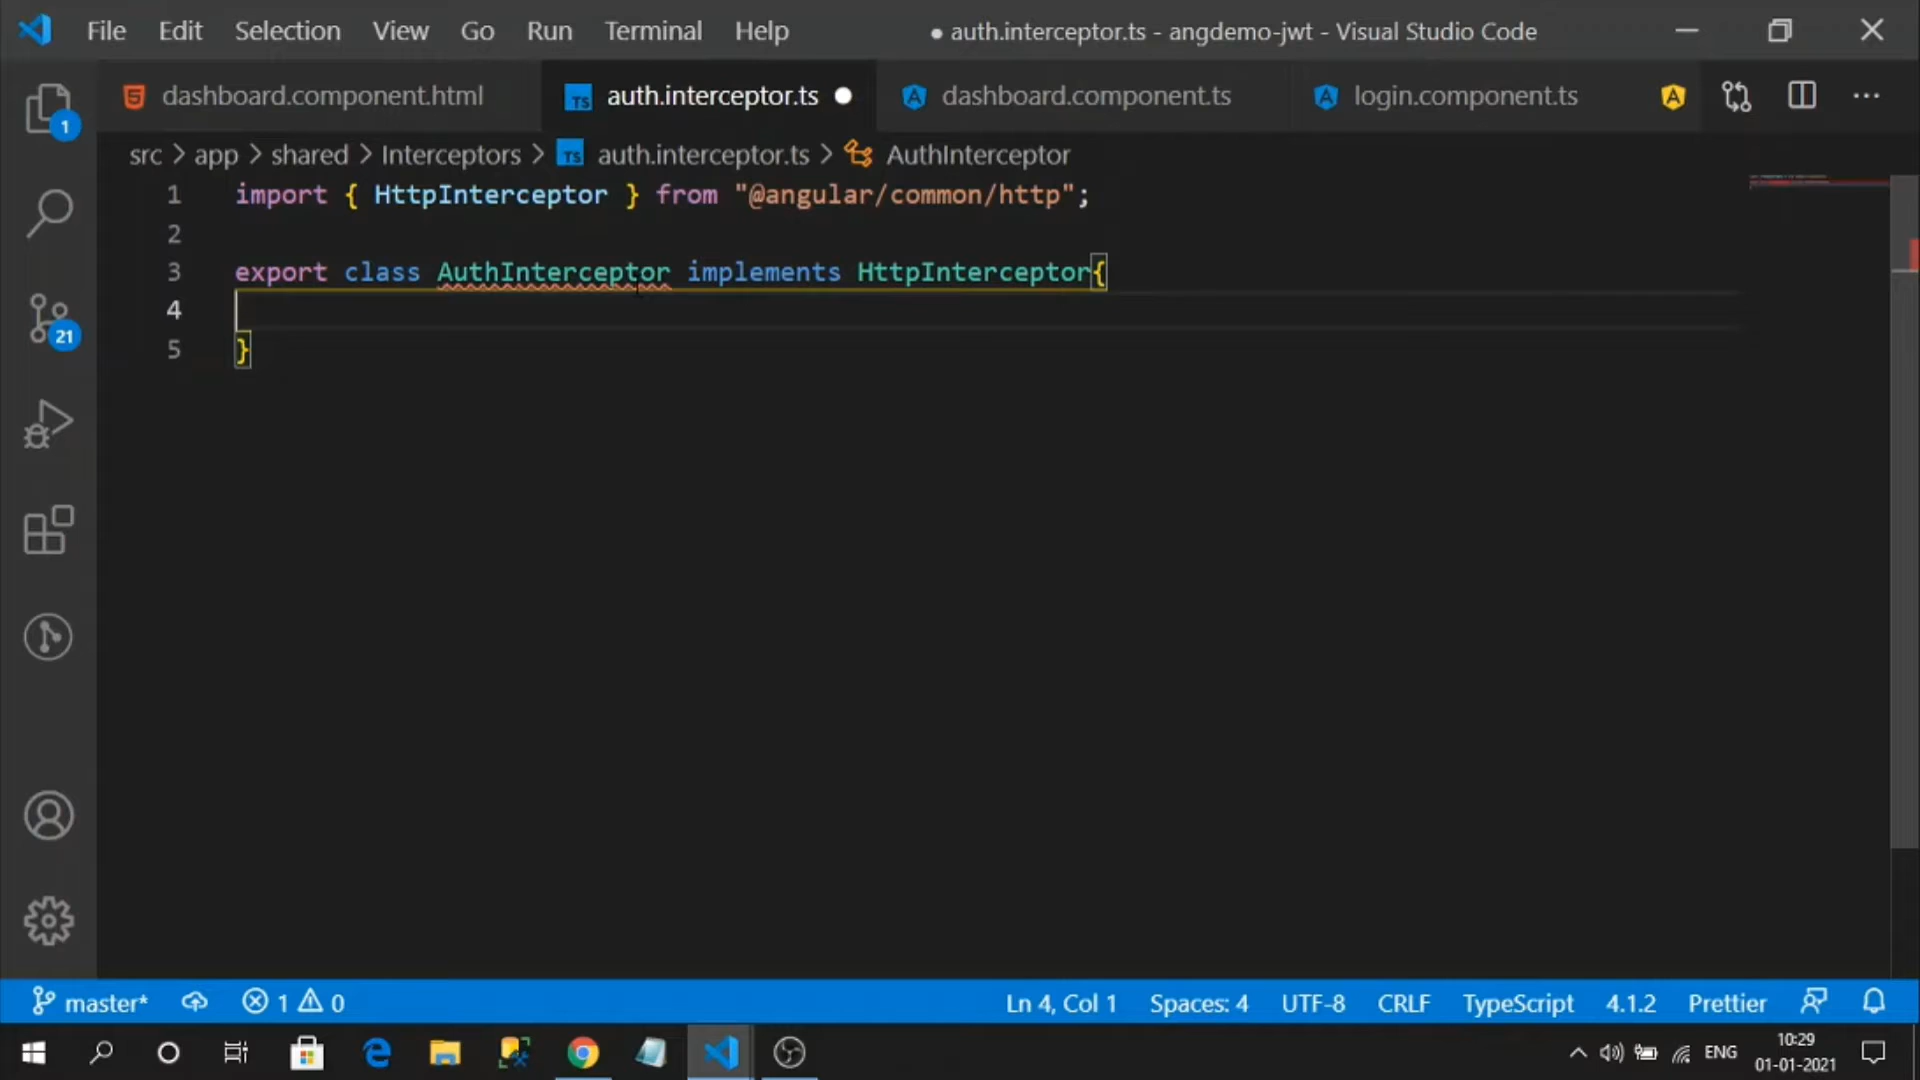 File Edit Selection View Go Run Terminal Help ● auth.interceptor.ts - angdemo-jwt - Visual Studio Code
dashboard.component.html TS auth.interceptor.ts ● dashboard.component.ts login.component.ts ···
src > app > shared > Interceptors > TS auth.interceptor.ts > AuthInterceptor
1 import { HttpInterceptor } from "@angular/common/http";
2
3 export class AuthInterceptor implements HttpInterceptor{
4
5 }
1
21
master* 1 0 Ln 4, Col 1 Spaces: 4 UTF-8 CRLF TypeScript 4.1.2 Prettier
ENG 10:29
01-01-2021